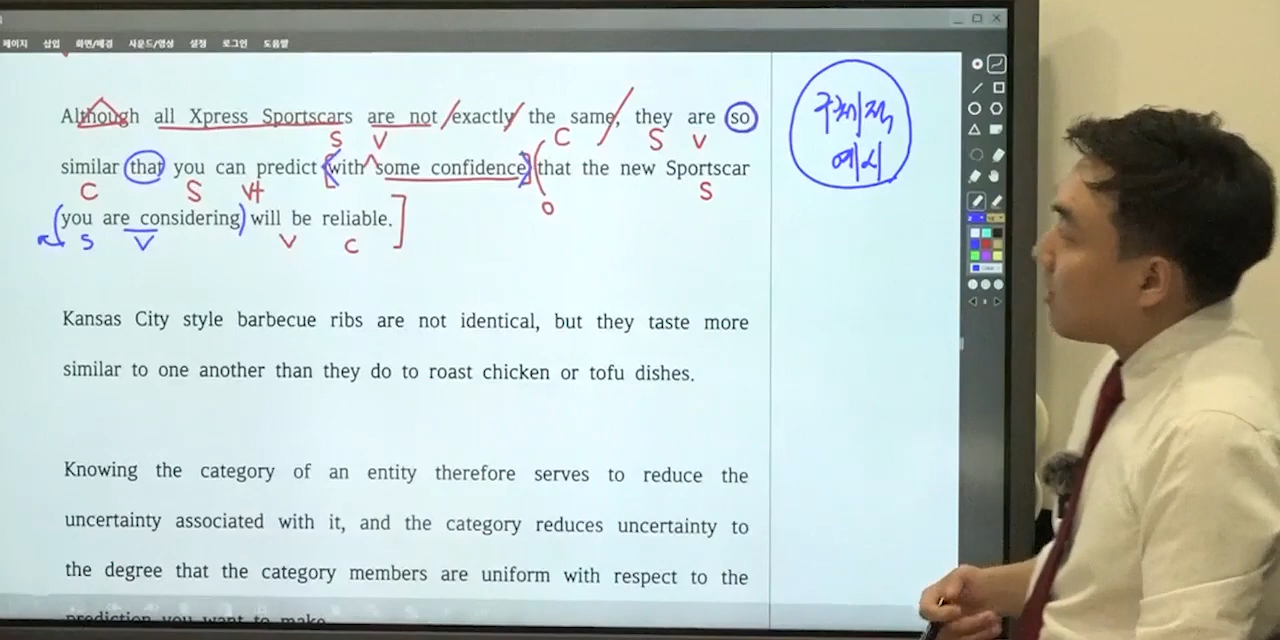 페이지 삽입 화면/배경 사운드/영상 설정 로그인 도움말
Although all Xpress Sportscars are not exactly the same, they are so
S V C S V
similar that you can predict with some confidence that the new Sportscar
C S Vt O S
you are considering will be reliable.
S V V C
구체적
예시
Kansas City style barbecue ribs are not identical, but they taste more
similar to one another than they do to roast chicken or tofu dishes.
Knowing the category of an entity therefore serves to reduce the
uncertainty associated with it, and the category reduces uncertainty to
the degree that the category members are uniform with respect to the
prediction you want to make.